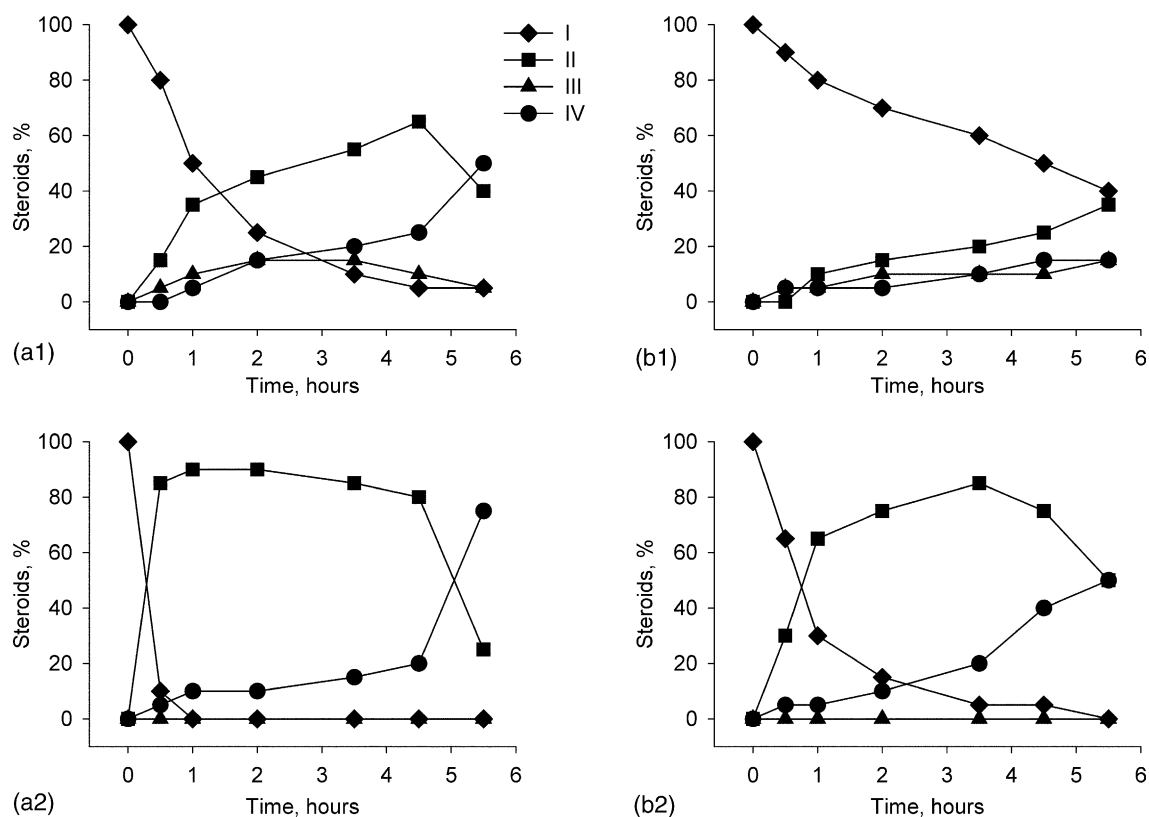 100
80
60
40
20
0
Steroids, %
0 1 2 3 4 5 6
Time, hours
(a1)
I
II
III
IV
100
80
60
40
20
0
Steroids, %
0 1 2 3 4 5 6
Time, hours
(b1)
100
80
60
40
20
0
Steroids, %
0 1 2 3 4 5 6
Time, hours
(a2)
100
80
60
40
20
0
Steroids, %
0 1 2 3 4 5 6
Time, hours
(b2)